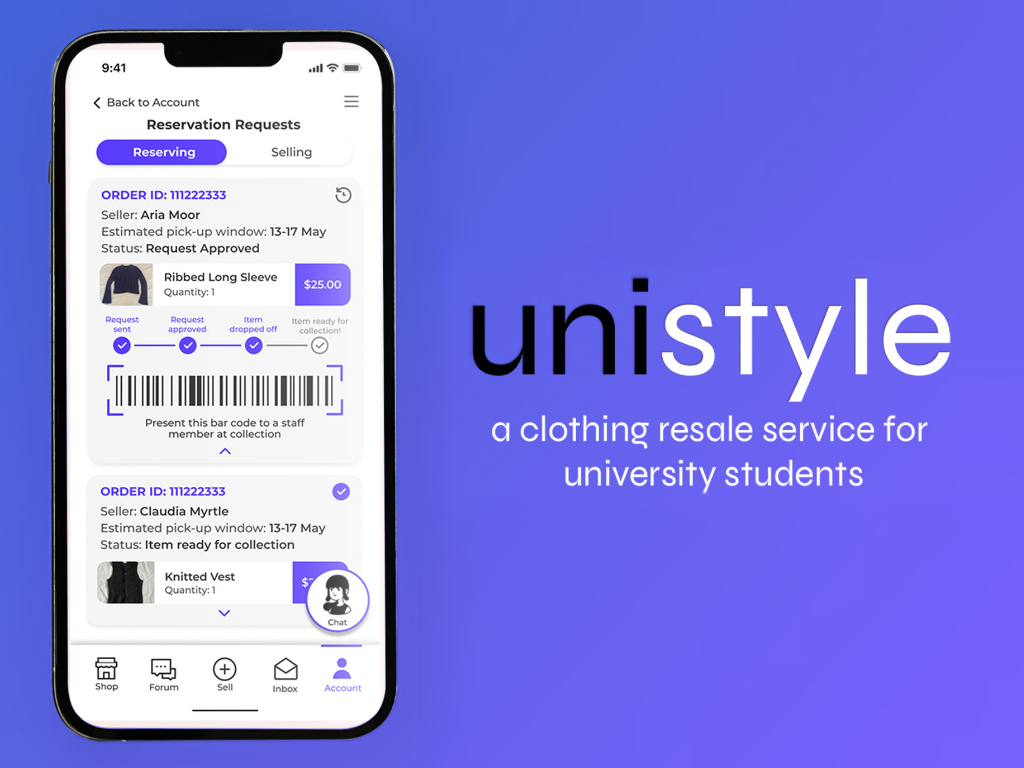 9:41
Back to Account
Reservation Requests
Reserving
Selling
ORDER ID: 111222333
Seller: Aria Moor
Estimated pick-up window: 13-17 May
Status: Request Approved
Ribbed Long Sleeve
Quantity: 1
$25.00
Request
sent
Request
approved
Item
dropped off
Item ready for
collection!
Present this bar code to a staff
member at collection
ORDER ID: 111222333
Seller: Claudia Myrtle
Estimated pick-up window: 13-17 May
Status: Item ready for collection
Knitted Vest
Quantity: 1
Chat
Shop
Forum
Sell
Inbox
Account
unistyle
a clothing resale service for
university students